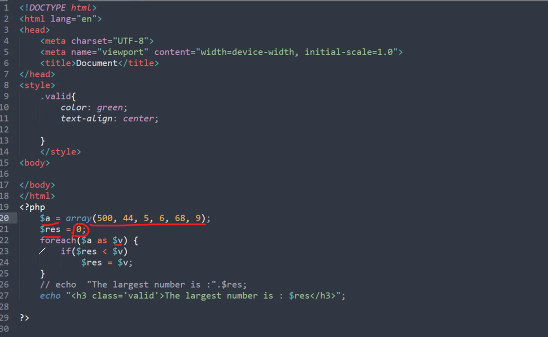 1 <!DOCTYPE html>
2 <html lang="en">
3 <head>
4 <meta charset="UTF-8">
5 <meta name="viewport" content="width=device-width, initial-scale=1.0">
6 <title>Document</title>
7 </head>
8 <style>
9 .valid{
10 color: green;
11 text-align: center;
12
13 }
14 </style>
15 <body>
16
17 </body>
18 </html>
19 <?php
20 $a = array(500, 44, 5, 6, 68, 9);
21 $res = 0;
22 foreach($a as $v) {
23 if($res < $v)
24 $res = $v;
25 }
26 // echo "The largest number is :".$res;
27 echo "<h3 class='valid'>The largest number is : $res</h3>";
28
29 ?>
30